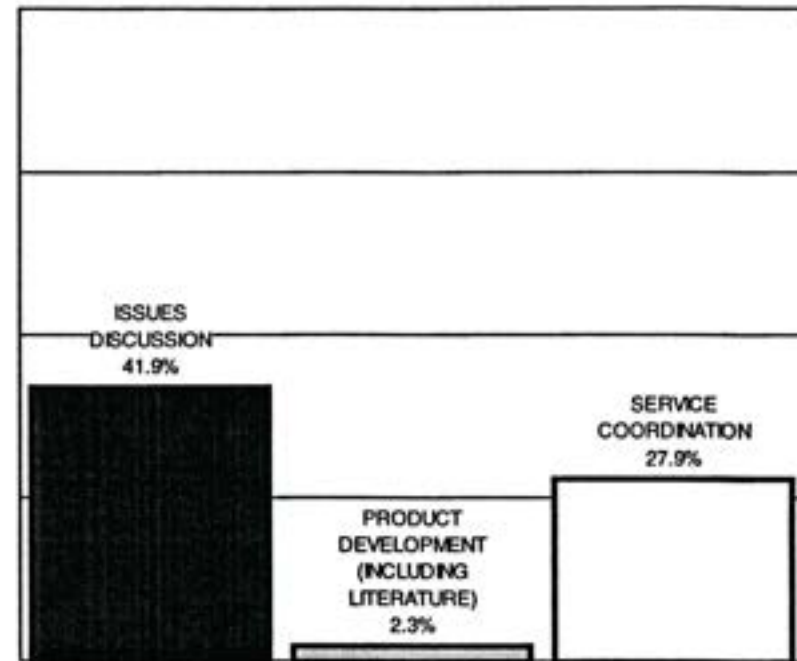 ISSUES
DISCUSSION
41.9%
PRODUCT
DEVELOPMENT
(INCLUDING
LITERATURE)
2.3%
SERVICE
COORDINATION
27.9%